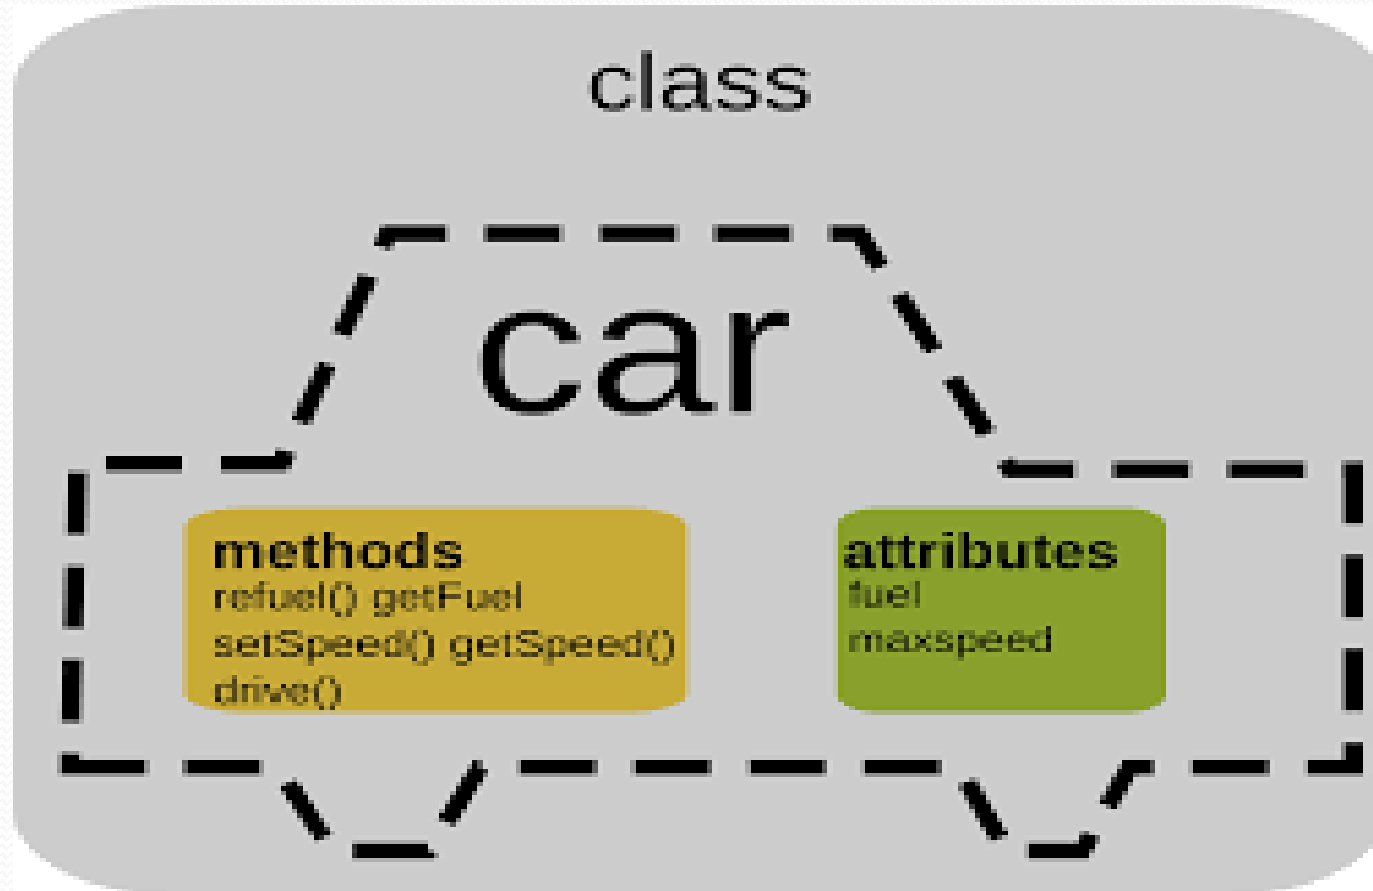 class
car
methods
refuel() getFuel
setSpeed() getSpeed()
drive()
attributes
fuel
maxspeed